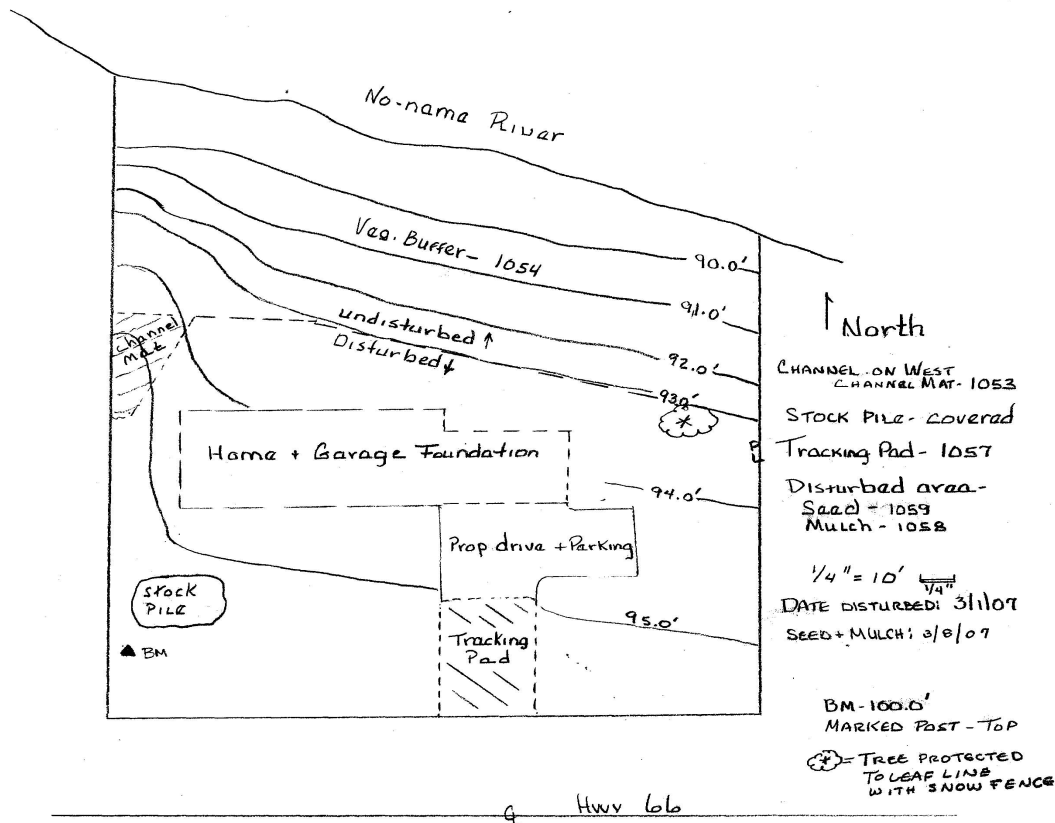 No-nama River
Veg. Buffer- 1054
90.0'
91.0'
undisturbed ↑
Disturbed ↓
92.0'
93.0'
Channel
Mat
Home + Garage Foundation
94.0'
Prop. drive + Parking
95.0'
Stock
Pile
BM
Tracking
Pad
Hwy 66
North
CHANNEL ON WEST
CHANNEL MAT- 1053
STOCK PILE- covered
PL
Tracking Pad - 1057
Disturbed area-
Seed - 1059
Mulch - 1058
1/4" = 10'
1/4"
DATE DISTURBED: 3/1/07
SEED + MULCH: 3/8/07
BM-100.0'
MARKED POST - TOP
= TREE PROTECTED
TO LEAF LINE
WITH SNOW FENCE